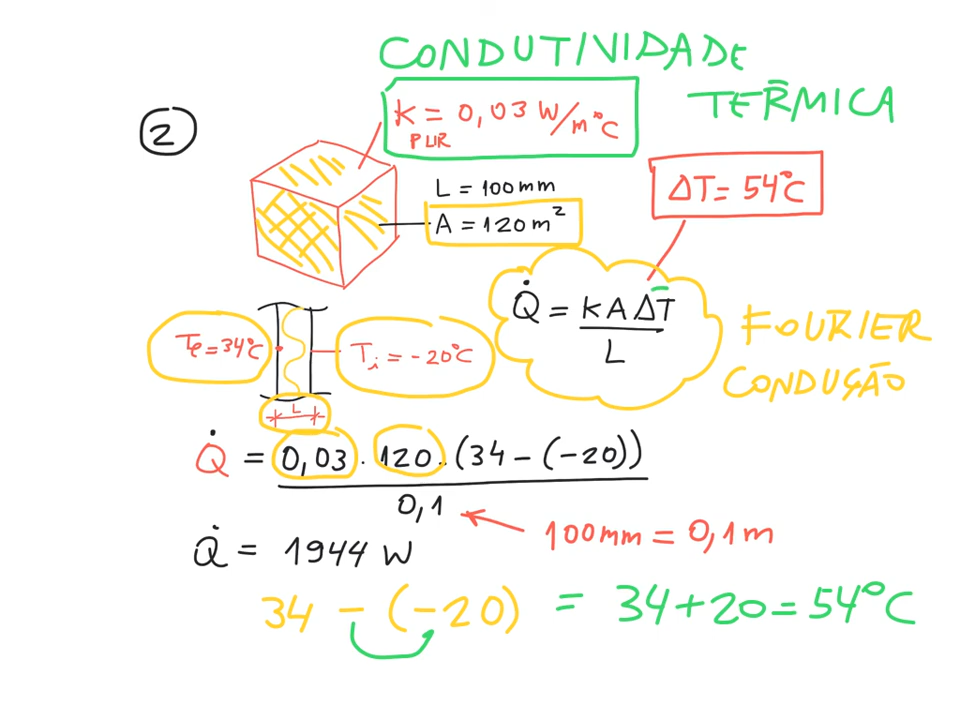 CONDUTIVIDADE
TÉRMICA
2
K = 0,03 W/m°C
PUR
L = 100mm
A = 120m²
ΔT = 54°C
Q̇ = K A ΔT
L
FOURIER
CONDUÇÃO
Te = 34°C
Ti = -20°C
L
Q̇ = 0,03 . 120 . (34 - (-20))
0,1
100mm = 0,1m
Q̇ = 1944 W
34 - (-20) = 34+20 = 54°C